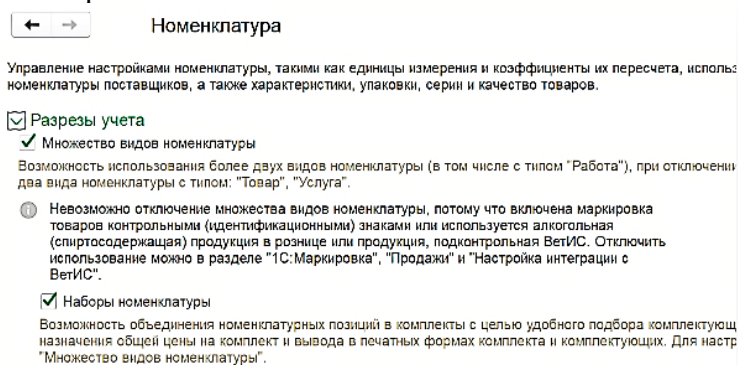 Номенклатура
Управление настройками номенклатуры, такими как единицы измерения и коэффициенты их пересчета, использ
номенклатуры поставщиков, а также характеристики, упаковки, серии и качество товаров.
Разрезы учета
Множество видов номенклатуры
Возможность использования более двух видов номенклатуры (в том числе с типом "Работа"), при отключени
два вида номенклатуры с типом: "Товар", "Услуга".
Невозможно отключение множества видов номенклатуры, потому что включена маркировка
товаров контрольными (идентификационными) знаками или используется алкогольная
(спиртосодержащая) продукция в рознице или продукция, подконтрольная ВетИС. Отключить
использование можно в разделе "1С:Маркировка", "Продажи" и "Настройка интеграции с
ВетИС".
Наборы номенклатуры
Возможность объединения номенклатурных позиций в комплекты с целью удобного подбора комплектующ
назначения общей цены на комплект и вывода в печатных формах комплекта и комплектующих. Для настр
"Множество видов номенклатуры".